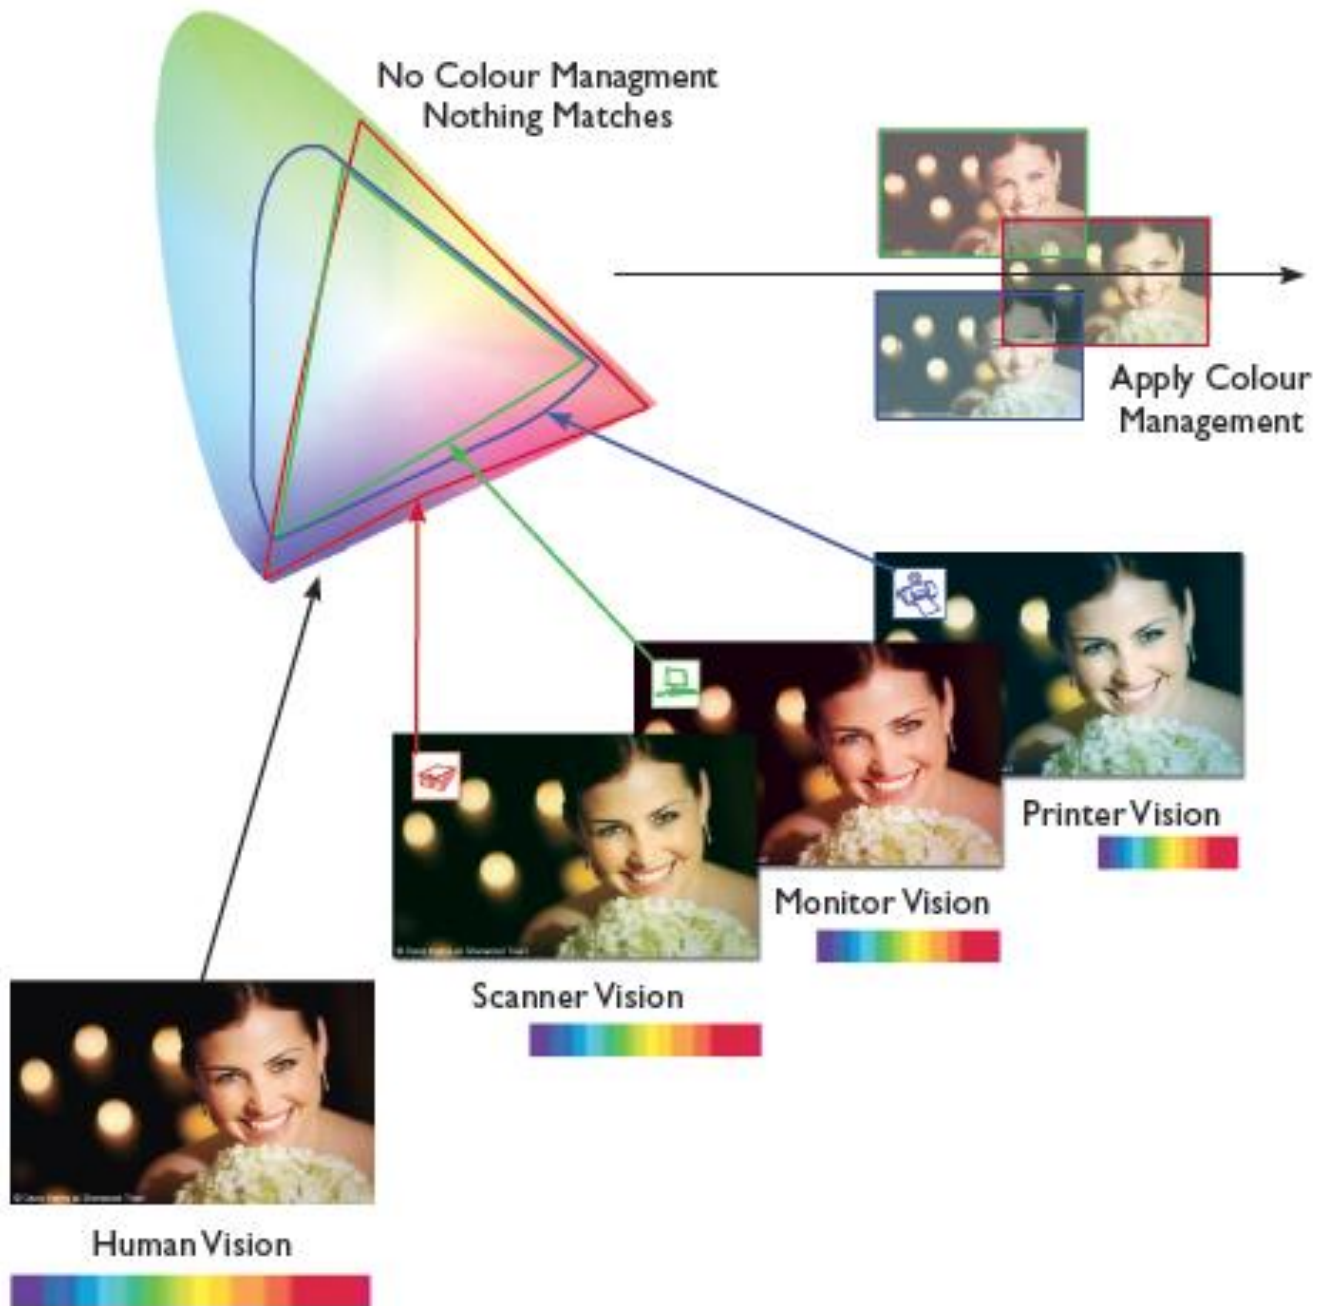 No Colour Managment
Nothing Matches
Apply Colour
Management
Printer Vision
Monitor Vision
Scanner Vision
Human Vision